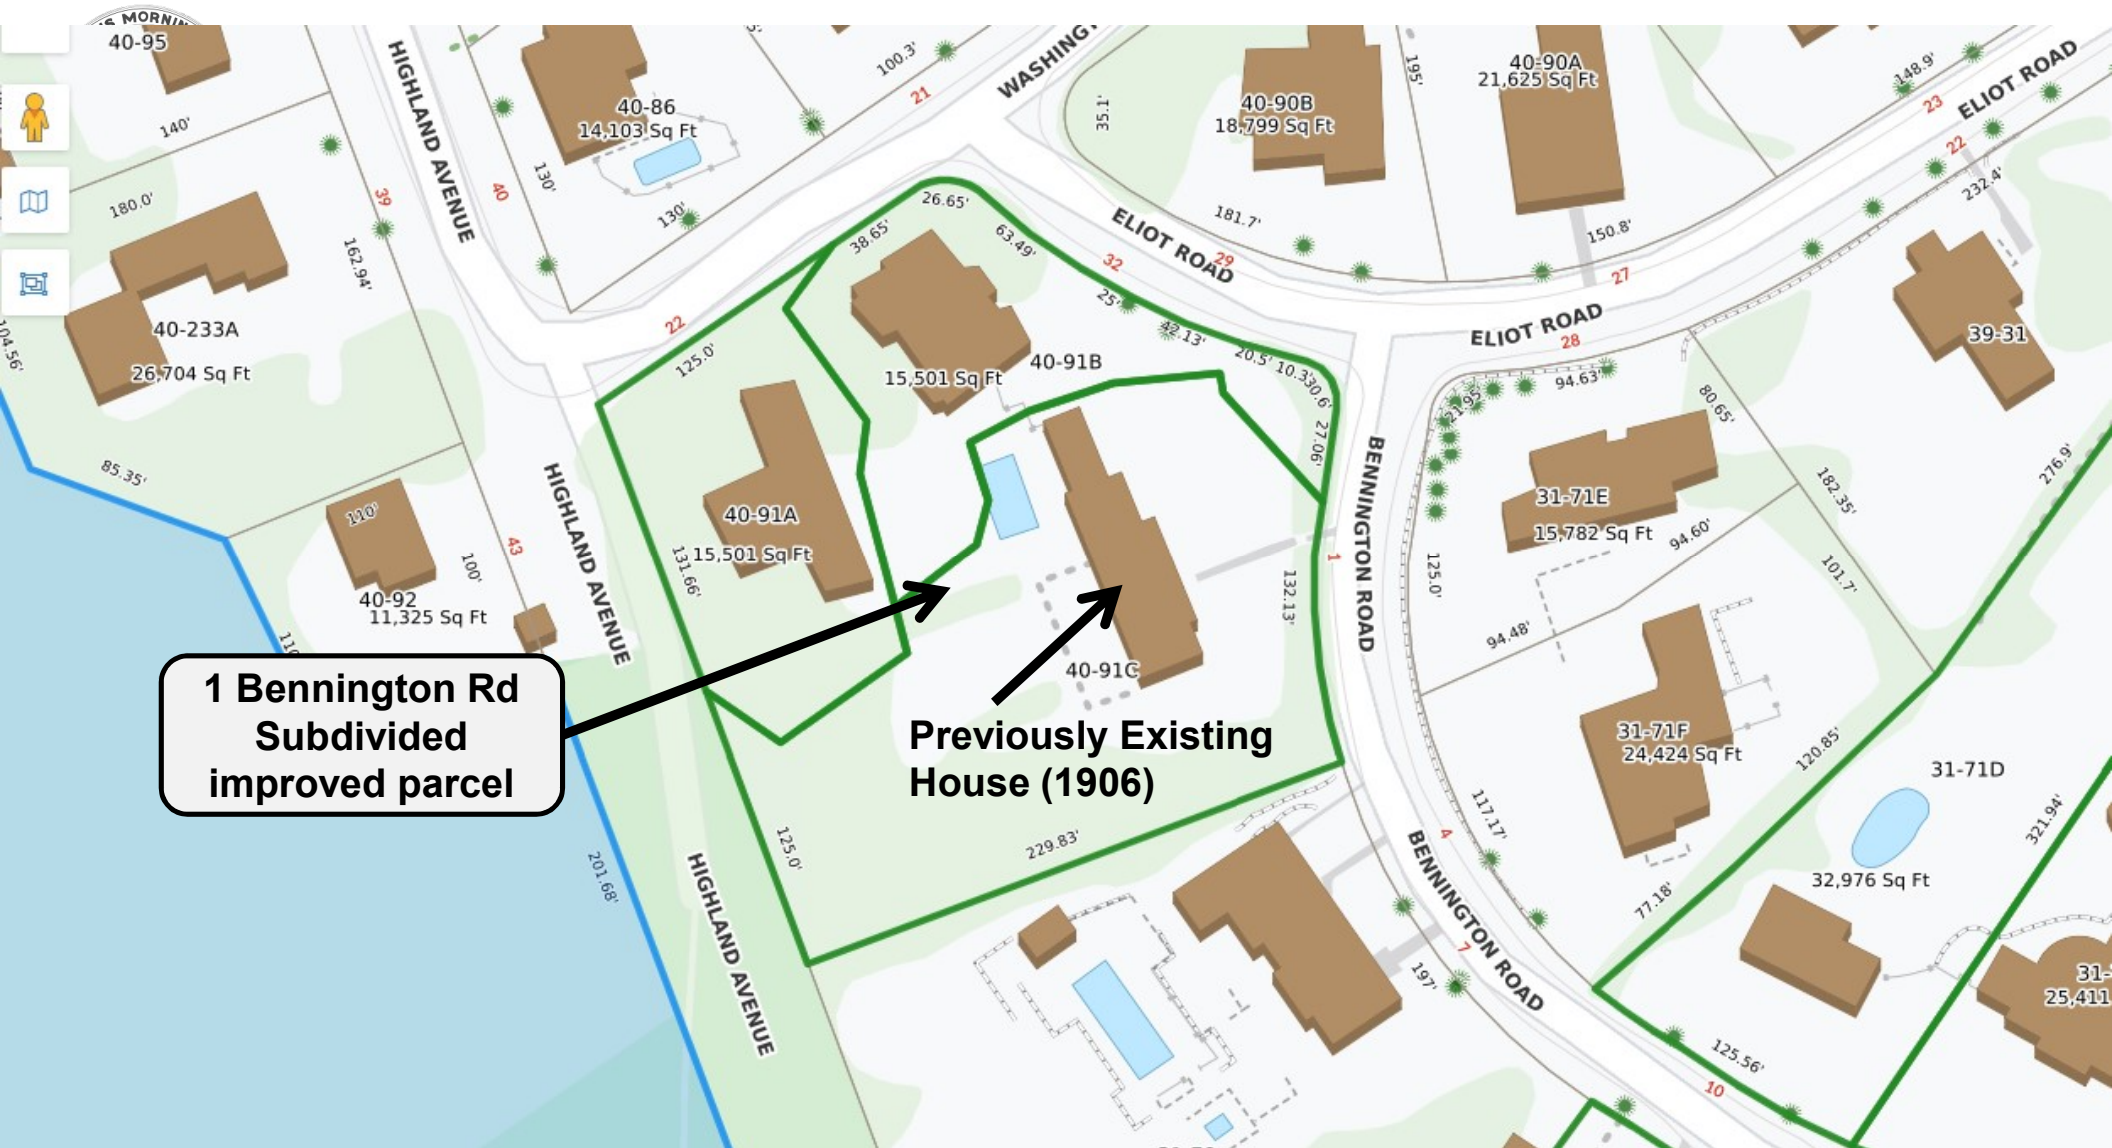 S MORNIN
40-95
140'
180.0'
39
HIGHLAND AVENUE
40
130'
162.94'
40-86
14,103 Sq Ft
130'
100.3'
21
WASHINGT
35.1'
40-90B
18,799 Sq Ft
195'
40-90A
21,625 Sq Ft
148.9'
23
ELIOT ROAD
22
232.4'
181.7'
150.8'
27
ELIOT ROAD
29
32
26.65'
38.65'
63.49'
25'
42.13'
20.5'
10.3'
30.6'
27.06'
22
125.0'
40-233A
26,704 Sq Ft
104.56'
85.35'
40-91B
15,501 Sq Ft
ELIOT ROAD
28
94.63'
21.95'
80.65'
39-31
276.9'
182.35'
HIGHLAND AVENUE
43
110'
100'
40-92
11,325 Sq Ft
40-91A
15,501 Sq Ft
131.66'
BENNINGTON ROAD
1
132.13'
125.0'
31-71E
15,782 Sq Ft
94.60'
101.7'
94.48'
40-91C
1 Bennington Rd
Subdivided
improved parcel
Previously Existing
House (1906)
31-71F
24,424 Sq Ft
120.85'
31-71D
32,976 Sq Ft
321.94'
117.17'
4
BENNINGTON ROAD
7
77.18'
125.0'
229.83'
201.68'
HIGHLAND AVENUE
197'
125.56'
10
31-
25,411